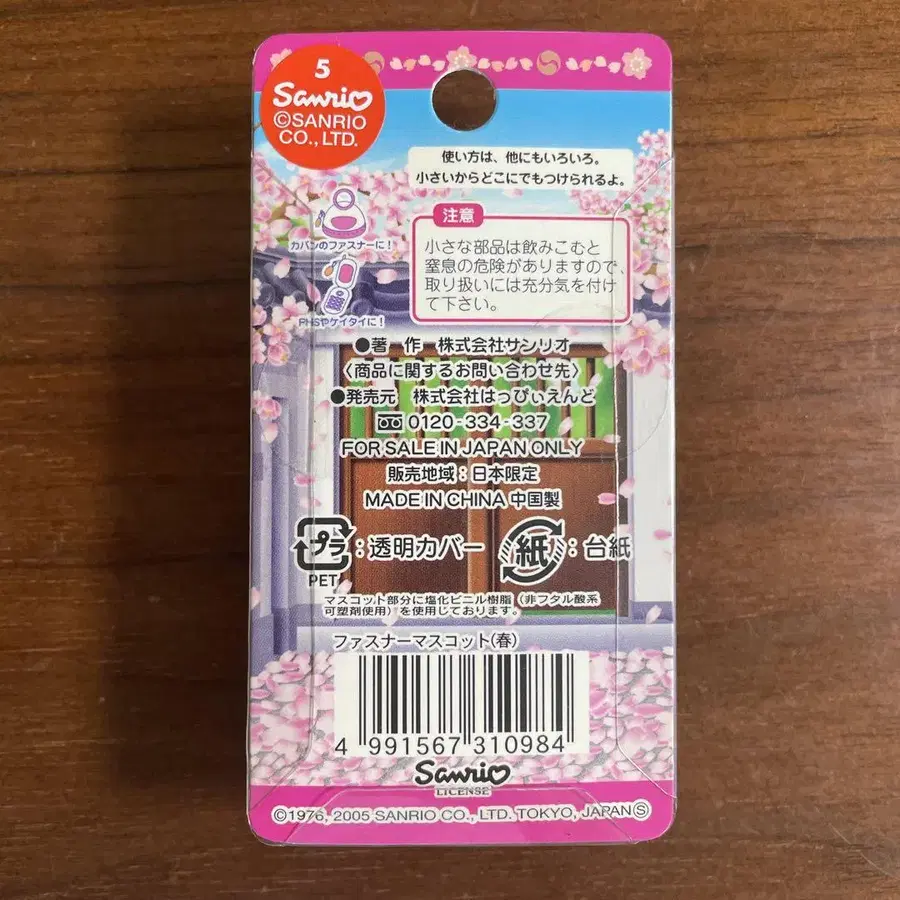 5
Sanrio
©SANRIO
CO., LTD.
使い方は、他にもいろいろ。
小さいからどこにでもつけられるよ。
カバンのファスナーに!
PHSやケイタイに!
注意
小さな部品は飲みこむと
窒息の危険がありますので、
取り扱いには充分気を付け
て下さい。
●著 作 株式会社サンリオ
〈商品に関するお問い合わせ先〉
●発売元 株式会社はっぴぃえんど
0120-334-337
FOR SALE IN JAPAN ONLY
販売地域:日本限定
MADE IN CHINA 中国製
プラ:透明カバー 紙:台紙
PET
マスコット部分に塩化ビニル樹脂(非フタル酸系
可塑剤使用)を使用しております。
ファスナーマスコット(春)
4 991567 310984
Sanrio
LICENSE
©1976, 2005 SANRIO CO., LTD. TOKYO, JAPAN Ⓢ